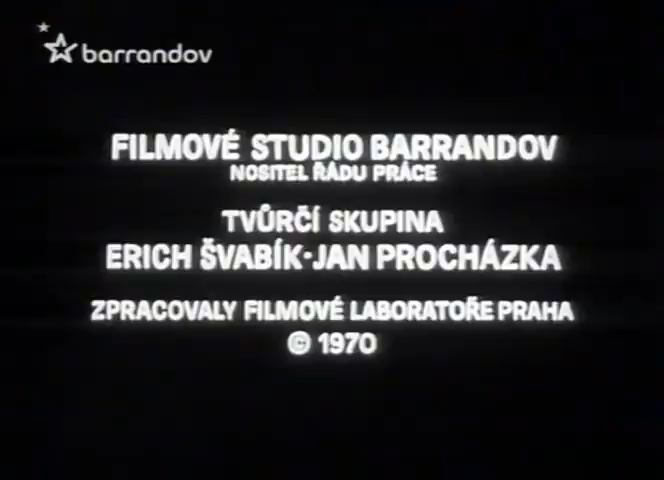 barrandov
FILMOVÉ STUDIO BARRANDOV
NOSITEL ŘÁDU PRÁCE
TVŮRČÍ SKUPINA
ERICH ŠVABÍK·JAN PROCHÁZKA
ZPRACOVALY FILMOVÉ LABORATOŘE PRAHA
© 1970